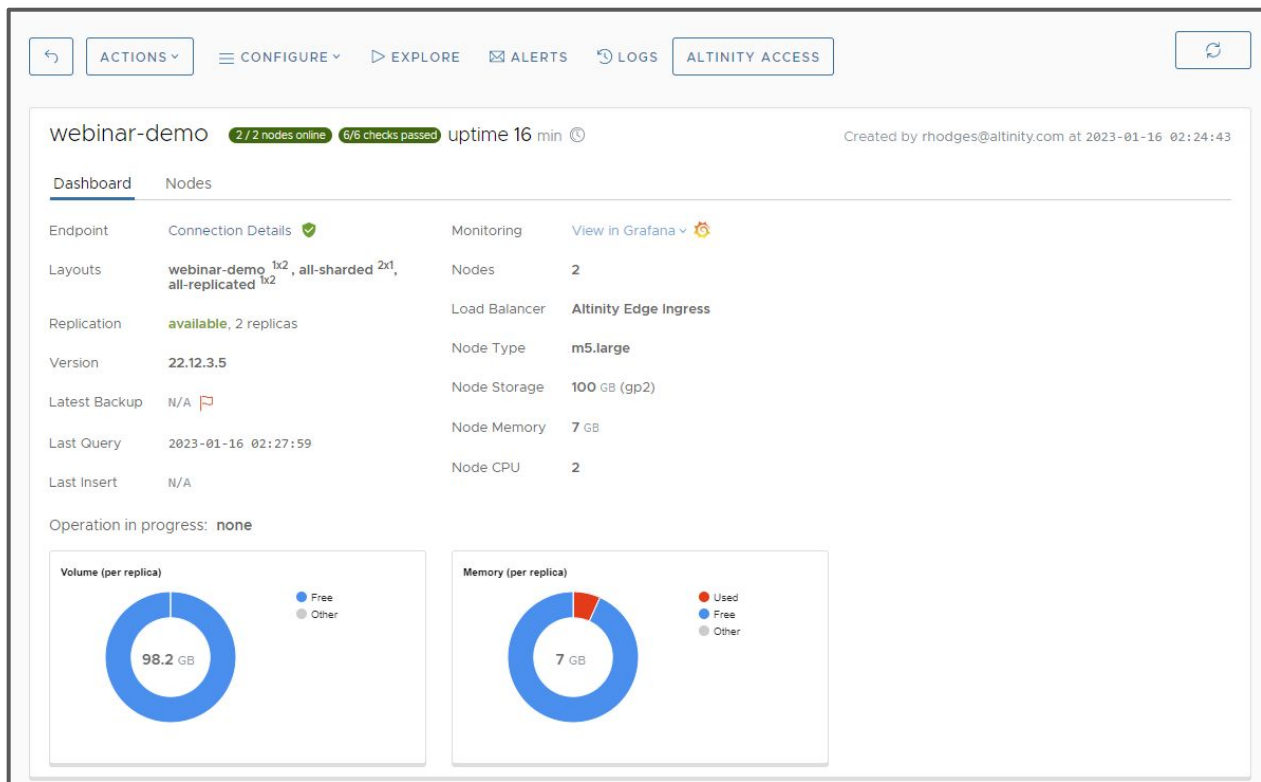 ACTIONS CONFIGURE EXPLORE ALERTS LOGS ALTINITY ACCESS
webinar-demo 2 / 2 nodes online 6/6 checks passed uptime 16 min
Created by rhodges@altinity.com at 2023-01-16 02:24:43
Dashboard Nodes
Endpoint Connection Details
Layouts webinar-demo 1x2, all-sharded 2x1,
all-replicated 1x2
Replication available, 2 replicas
Version 22.12.3.5
Latest Backup N/A
Last Query 2023-01-16 02:27:59
Last Insert N/A
Monitoring View in Grafana
Nodes 2
Load Balancer Altinity Edge Ingress
Node Type m5.large
Node Storage 100 GB (gp2)
Node Memory 7 GB
Node CPU 2
Operation in progress: none
Volume (per replica)
98.2 GB
Free
Other
Memory (per replica)
7 GB
Used
Free
Other